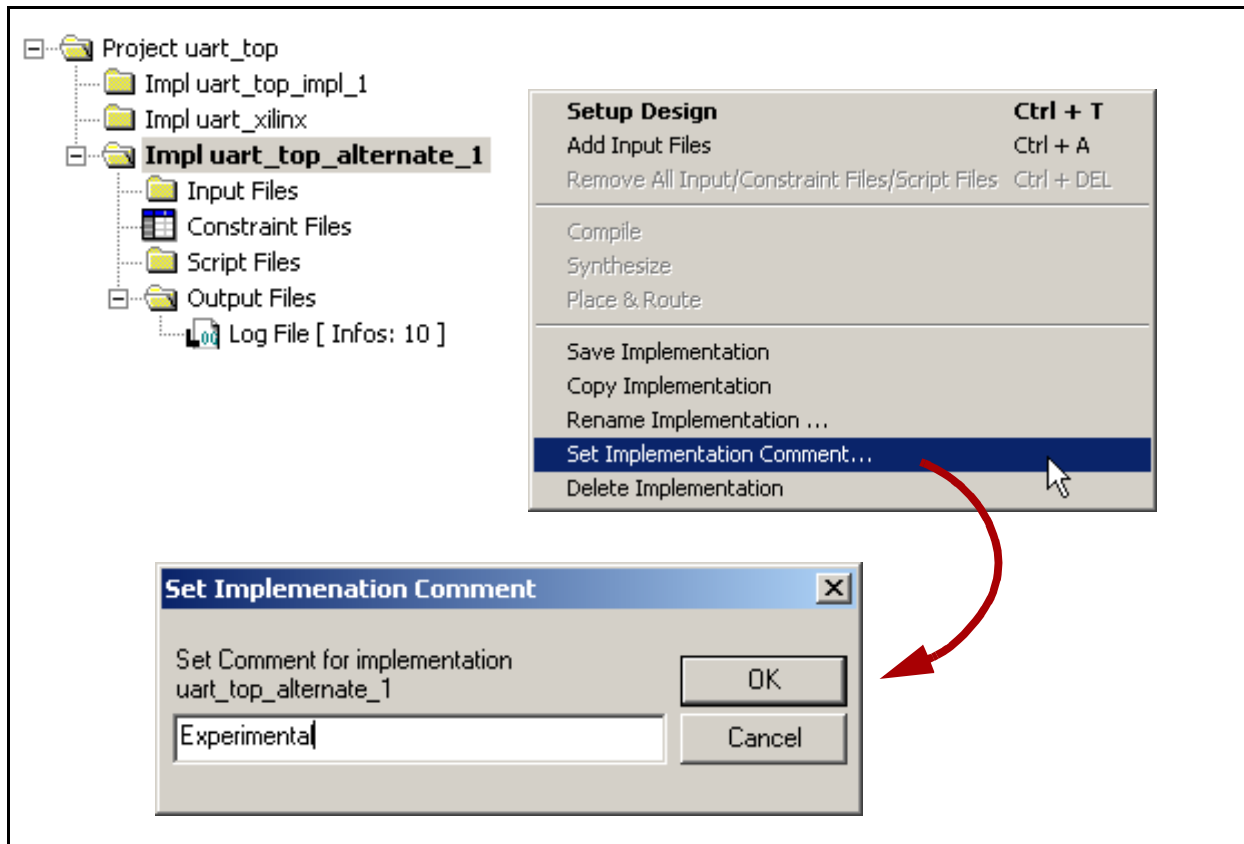 Project uart_top
Impl uart_top_impl_1
Impl uart_xilinx
Impl uart_top_alternate_1
Input Files
Constraint Files
Script Files
Output Files
Log File [ Infos: 10 ]
Setup Design Ctrl + T
Add Input Files Ctrl + A
Remove All Input/Constraint Files/Script Files Ctrl + DEL
Compile
Synthesize
Place & Route
Save Implementation
Copy Implementation
Rename Implementation ...
Set Implementation Comment...
Delete Implementation
Set Implemenation Comment
Set Comment for implementation
uart_top_alternate_1
Experimental
OK
Cancel